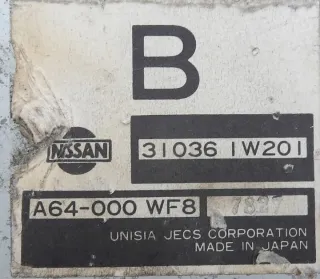 B
NISSAN
31036 1W201
A64-000 WF8
UNISIA JECS CORPORATION
MADE IN JAPAN